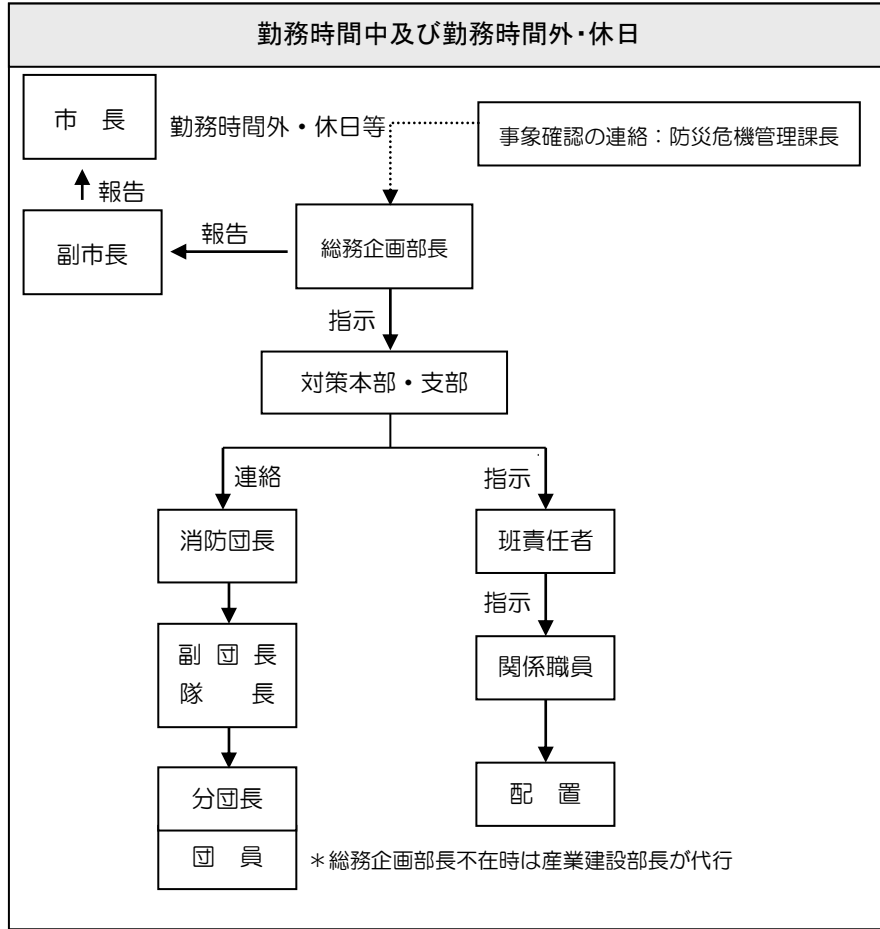 勤務時間中及び勤務時間外・休日
市　長
勤務時間外・休日等
事象確認の連絡：防災危機管理課長
報告
副市長
報告
総務企画部長
指示
対策本部・支部
連絡
指示
消防団長
班責任者
指示
副　団　長
隊　　　長
関係職員
分団長
配　置
団　員
＊総務企画部長不在時は産業建設部長が代行